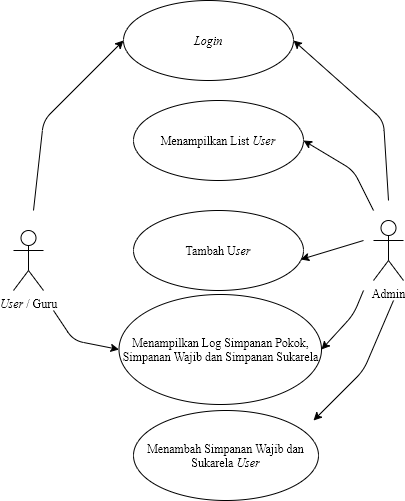 Login
Menampilkan List User
Tambah User
User / Guru
Admin
Menampilkan Log Simpanan Pokok,
Simpanan Wajib dan Simpanan Sukarela
Menambah Simpanan Wajib dan
Sukarela User